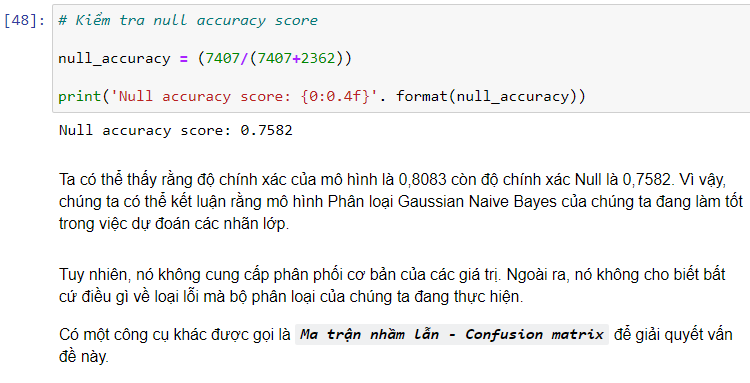 [48]: # Kiểm tra null accuracy score
null_accuracy = (7407/(7407+2362))
print('Null accuracy score: {0:0.4f}'. format(null_accuracy))
Null accuracy score: 0.7582
Ta có thể thấy rằng độ chính xác của mô hình là 0,8083 còn độ chính xác Null là 0,7582. Vì vậy,
chúng ta có thể kết luận rằng mô hình Phân loại Gaussian Naive Bayes của chúng ta đang làm tốt
trong việc dự đoán các nhãn lớp.
Tuy nhiên, nó không cung cấp phân phối cơ bản của các giá trị. Ngoài ra, nó không cho biết bất
cứ điều gì về loại lỗi mà bộ phân loại của chúng ta đang thực hiện.
Có một công cụ khác được gọi là Ma trận nhầm lẫn - Confusion matrix để giải quyết vấn
đề này.